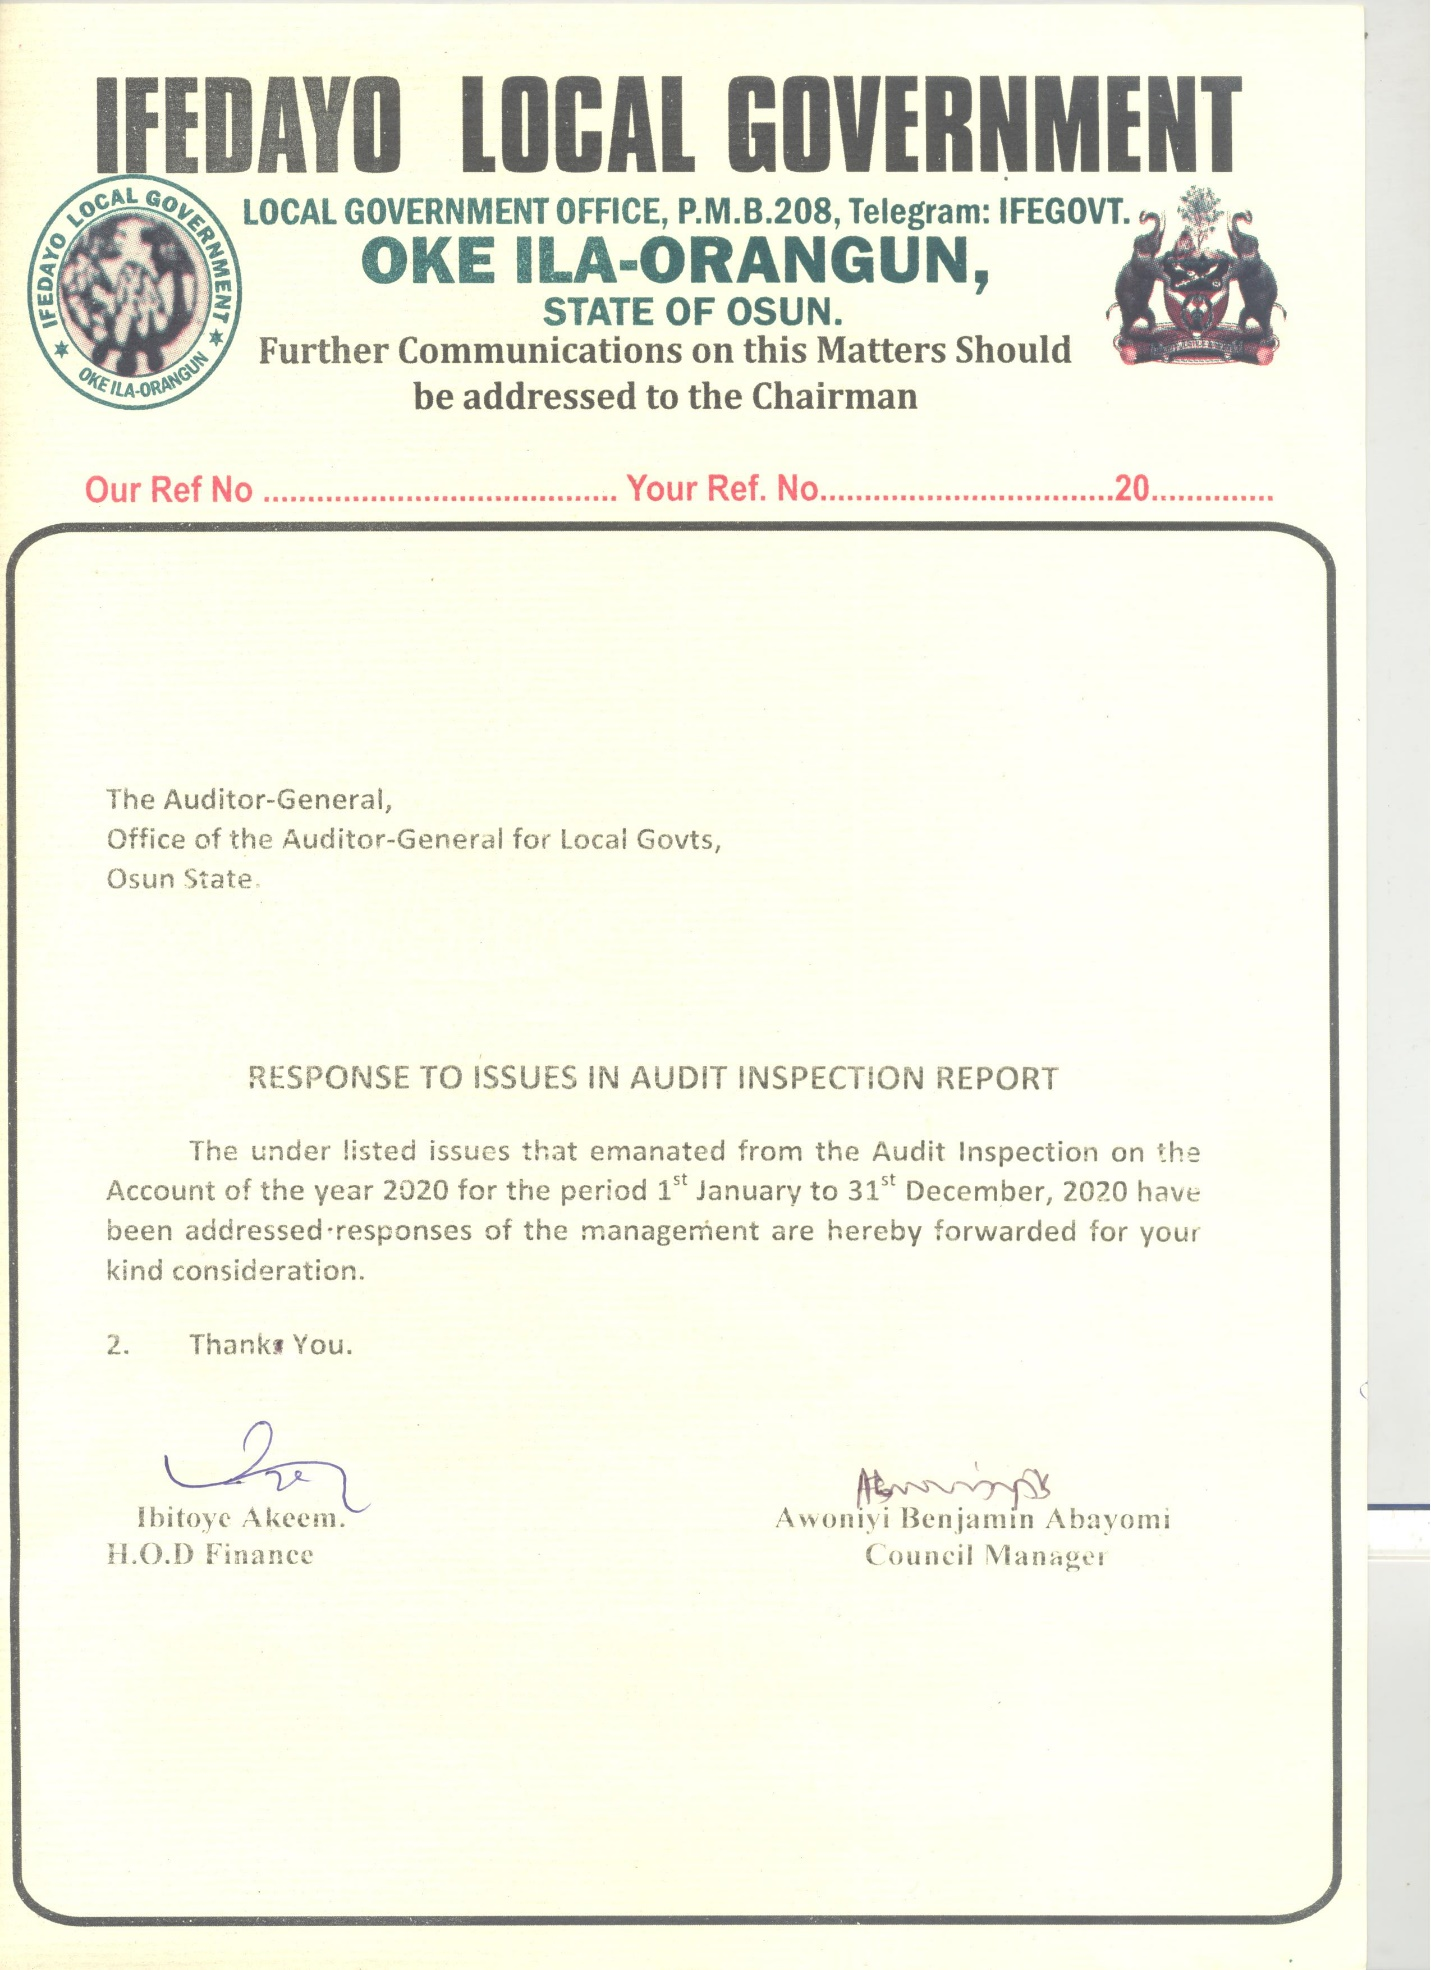 IFEDAYO LOCAL GOVERNMENT
IFEDAYO LOCAL GOVERNMENT
OKE ILA-ORANGUN
LOCAL GOVERNMENT OFFICE, P.M.B.208, Telegram: IFEGOVT.
OKE ILA-ORANGUN,
STATE OF OSUN.
Further Communications on this Matters Should
be addressed to the Chairman
Our Ref No ........................................ Your Ref. No.................................20..............
The Auditor-General,
Office of the Auditor-General for Local Govts,
Osun State.
RESPONSE TO ISSUES IN AUDIT INSPECTION REPORT
The under listed issues that emanated from the Audit Inspection on the
Account of the year 2020 for the period 1st January to 31st December, 2020 have
been addressed·responses of the management are hereby forwarded for your
kind consideration.
2. Thanks You.
Ibitoye Akeem.
H.O.D Finance
Awoniyi Benjamin Abayomi
Council Manager